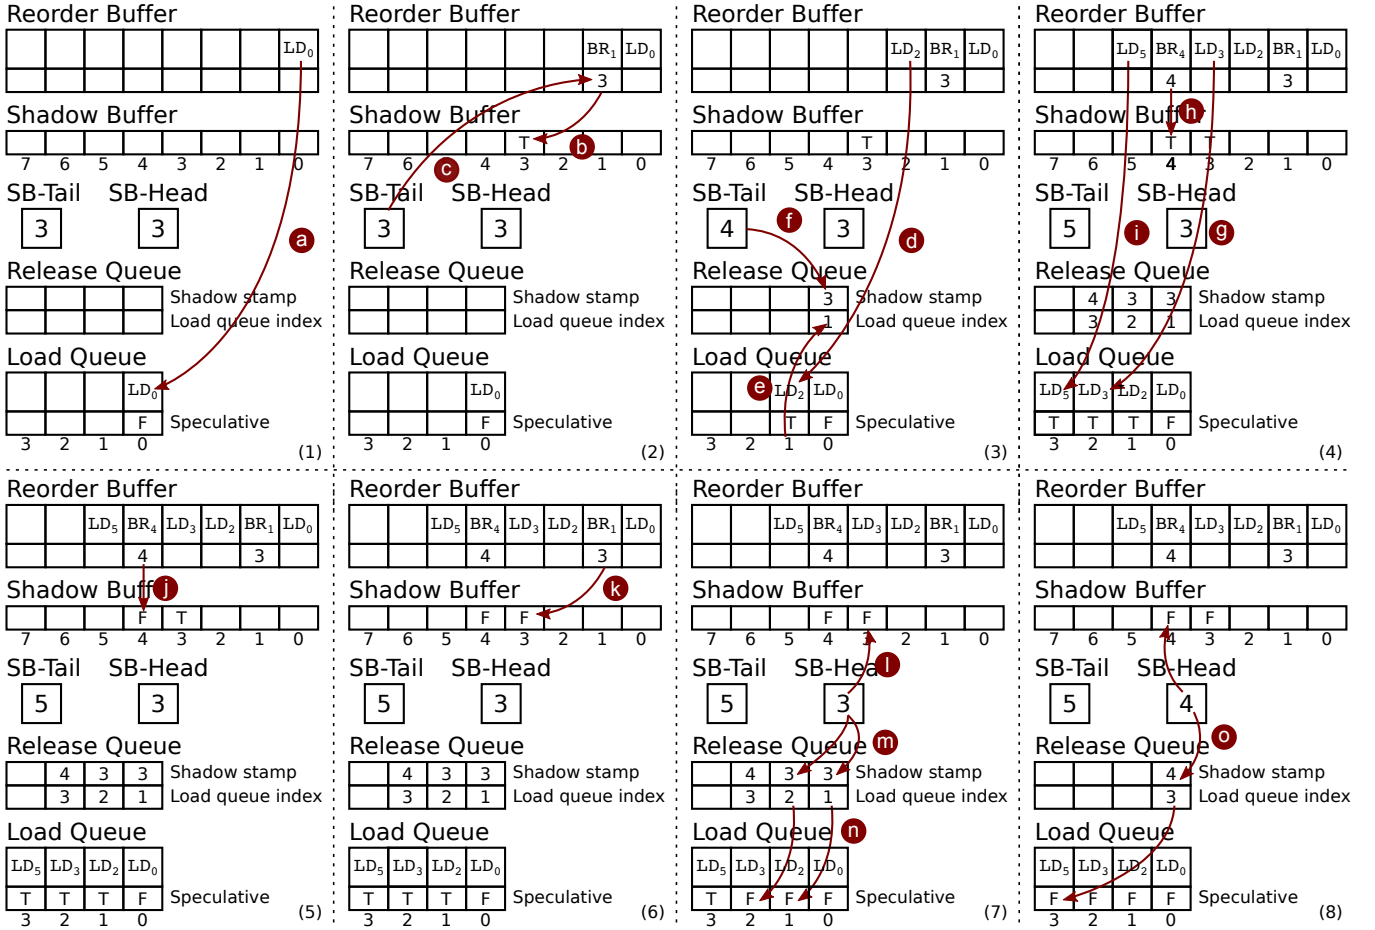 Reorder Buffer
LD0
Shadow Buffer
7 6 5 4 3 2 1 0
SB-Tail SB-Head
3 3
a
Release Queue
Shadow stamp
Load queue index
Load Queue
LD0
F Speculative
3 2 1 0
(1)
Reorder Buffer
BR1 LD0
3
Shadow Buffer
T
b
7 6 5 4 3 2 1 0
c
SB-Tail SB-Head
3 3
Release Queue
Shadow stamp
Load queue index
Load Queue
LD0
F Speculative
3 2 1 0
(2)
Reorder Buffer
LD2 BR1 LD0
3
Shadow Buffer
T
7 6 5 4 3 2 1 0
SB-Tail SB-Head
4 3
f
d
Release Queue
3 Shadow stamp
1 Load queue index
Load Queue
e
LD2 LD0
T F Speculative
3 2 1 0
(3)
Reorder Buffer
LD5 BR4 LD3 LD2 BR1 LD0
4 3
Shadow Buffer
h
T T
7 6 5 4 3 2 1 0
SB-Tail SB-Head
5 3
i
g
Release Queue
4 3 3 Shadow stamp
3 2 1 Load queue index
Load Queue
LD5 LD3 LD2 LD0
T T T F Speculative
3 2 1 0
(4)
Reorder Buffer
LD5 BR4 LD3 LD2 BR1 LD0
4 3
Shadow Buffer
j
F T
7 6 5 4 3 2 1 0
SB-Tail SB-Head
5 3
Release Queue
4 3 3 Shadow stamp
3 2 1 Load queue index
Load Queue
LD5 LD3 LD2 LD0
T T T F Speculative
3 2 1 0
(5)
Reorder Buffer
LD5 BR4 LD3 LD2 BR1 LD0
4 3
Shadow Buffer
k
F F
7 6 5 4 3 2 1 0
SB-Tail SB-Head
5 3
Release Queue
4 3 3 Shadow stamp
3 2 1 Load queue index
Load Queue
LD5 LD3 LD2 LD0
T T T F Speculative
3 2 1 0
(6)
Reorder Buffer
LD5 BR4 LD3 LD2 BR1 LD0
4 3
Shadow Buffer
F F
7 6 5 4 3 2 1 0
SB-Tail SB-Head
l
5 3
m
Release Queue
4 3 3 Shadow stamp
3 2 1 Load queue index
Load Queue
n
LD5 LD3 LD2 LD0
T F F F Speculative
3 2 1 0
(7)
Reorder Buffer
LD5 BR4 LD3 LD2 BR1 LD0
4 3
Shadow Buffer
F F
7 6 5 4 3 2 1 0
SB-Tail SB-Head
5 4
o
Release Queue
4 Shadow stamp
3 Load queue index
Load Queue
LD5 LD3 LD2 LD0
F F F F Speculative
3 2 1 0
(8)